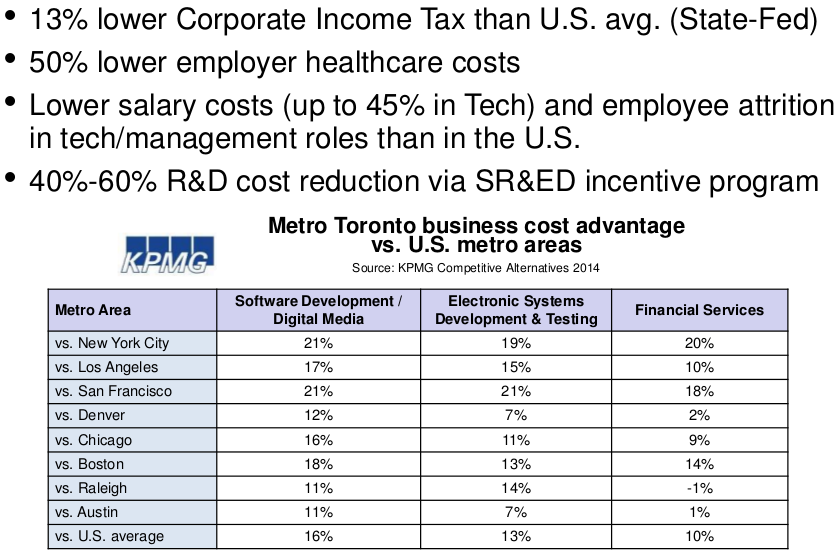 • 13% lower Corporate Income Tax than U.S. avg. (State-Fed)
• 50% lower employer healthcare costs
• Lower salary costs (up to 45% in Tech) and employee attrition
in tech/management roles than in the U.S.
• 40%-60% R&D cost reduction via SR&ED incentive program
KPMG
Metro Toronto business cost advantage
vs. U.S. metro areas
Source: KPMG Competitive Alternatives 2014
Metro Area | Software Development / Digital Media | Electronic Systems Development & Testing | Financial Services
vs. New York City | 21% | 19% | 20%
vs. Los Angeles | 17% | 15% | 10%
vs. San Francisco | 21% | 21% | 18%
vs. Denver | 12% | 7% | 2%
vs. Chicago | 16% | 11% | 9%
vs. Boston | 18% | 13% | 14%
vs. Raleigh | 11% | 14% | -1%
vs. Austin | 11% | 7% | 1%
vs. U.S. average | 16% | 13% | 10%